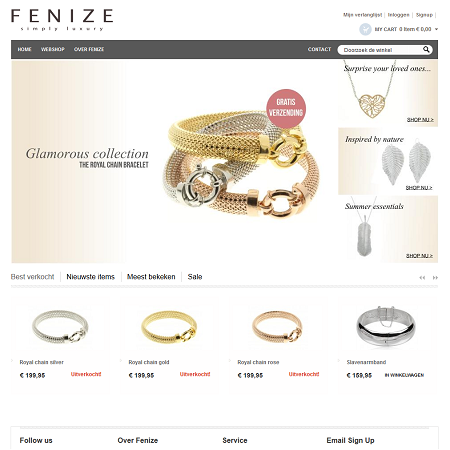 FENIZE
simply luxury
Mijn verlanglijst | Inloggen | Signup |
MY CART 0 item € 0,00
HOME WEBSHOP OVER FENIZE CONTACT Doorzoek de winkel
GRATIS
VERZENDING
Glamorous collection
THE ROYAL CHAIN BRACELET
Surprise your loved ones...
SHOP NU >
Inspired by nature
SHOP NU >
Summer essentials
SHOP NU >
Best verkocht Nieuwste items Meest bekeken Sale
Royal chain silver
€ 199,95 Uitverkocht!
Royal chain gold
€ 199,95 Uitverkocht!
Royal chain rose
€ 199,95 Uitverkocht!
Slavenarmband
€ 159,95 IN WINKELWAGEN
Follow us Over Fenize Service Email Sign Up